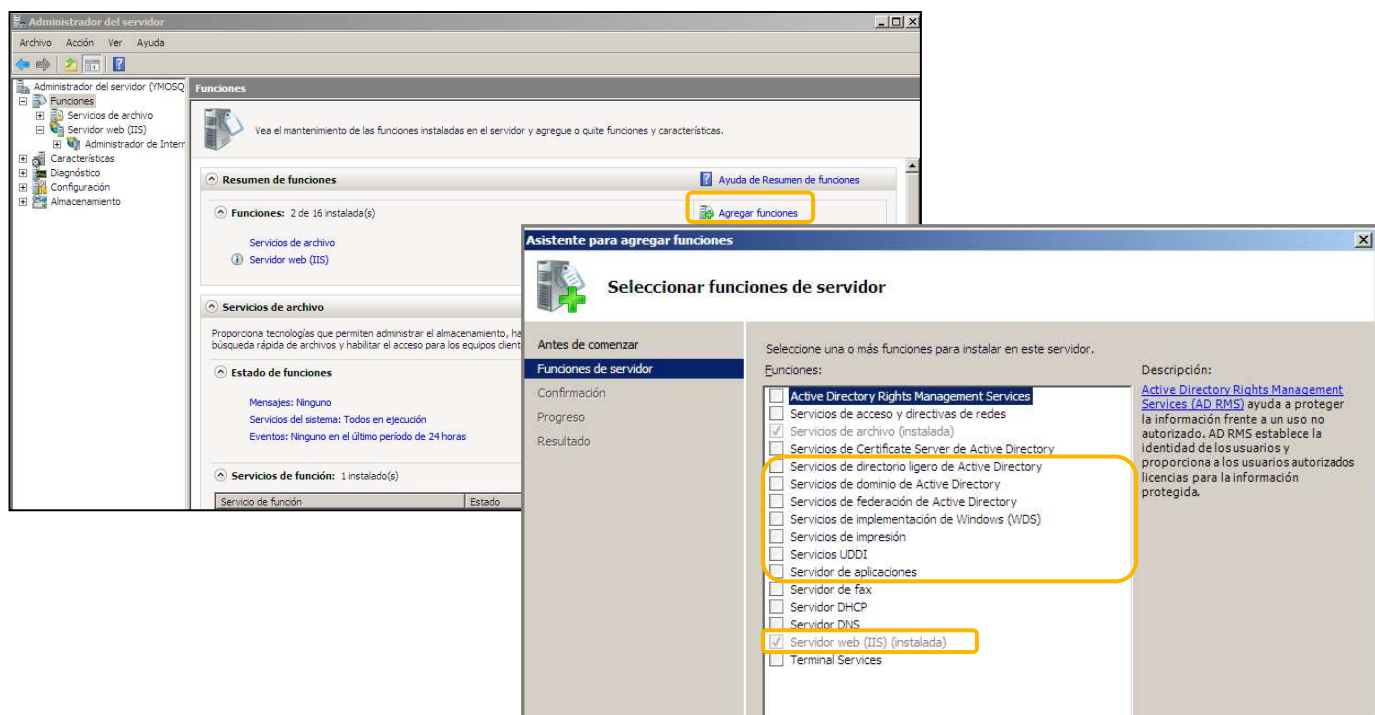 Administrador del servidor
Archivo Acción Ver Ayuda
Administrador del servidor (YMOSQ
Funciones
Servicios de archivo
Servidor web (IIS)
Administrador de Interr
Características
Diagnóstico
Configuración
Almacenamiento
Funciones
Vea el mantenimiento de las funciones instaladas en el servidor y agregue o quite funciones y características.
Resumen de funciones
Ayuda de Resumen de funciones
Funciones: 2 de 16 instalada(s)
Agregar funciones
Servicios de archivo
Servidor web (IIS)
Servicios de archivo
Proporciona tecnologías que permiten administrar el almacenamiento, ha
búsqueda rápida de archivos y habilitar el acceso para los equipos client
Estado de funciones
Mensajes: Ninguno
Servicios del sistema: Todos en ejecución
Eventos: Ninguno en el último período de 24 horas
Servicios de función: 1 instalado(s)
Servicio de función Estado
Asistente para agregar funciones
Seleccionar funciones de servidor
Antes de comenzar
Funciones de servidor
Confirmación
Progreso
Resultado
Seleccione una o más funciones para instalar en este servidor.
Funciones:
Active Directory Rights Management Services
Servicios de acceso y directivas de redes
Servicios de archivo (instalada)
Servicios de Certificate Server de Active Directory
Servicios de directorio ligero de Active Directory
Servicios de dominio de Active Directory
Servicios de federación de Active Directory
Servicios de implementación de Windows (WDS)
Servicios de impresión
Servicios UDDI
Servidor de aplicaciones
Servidor de fax
Servidor DHCP
Servidor DNS
Servidor web (IIS) (instalada)
Terminal Services
Descripción:
Active Directory Rights Management
Services (AD RMS) ayuda a proteger
la información frente a un uso no
autorizado. AD RMS establece la
identidad de los usuarios y
proporciona a los usuarios autorizados
licencias para la información
protegida.